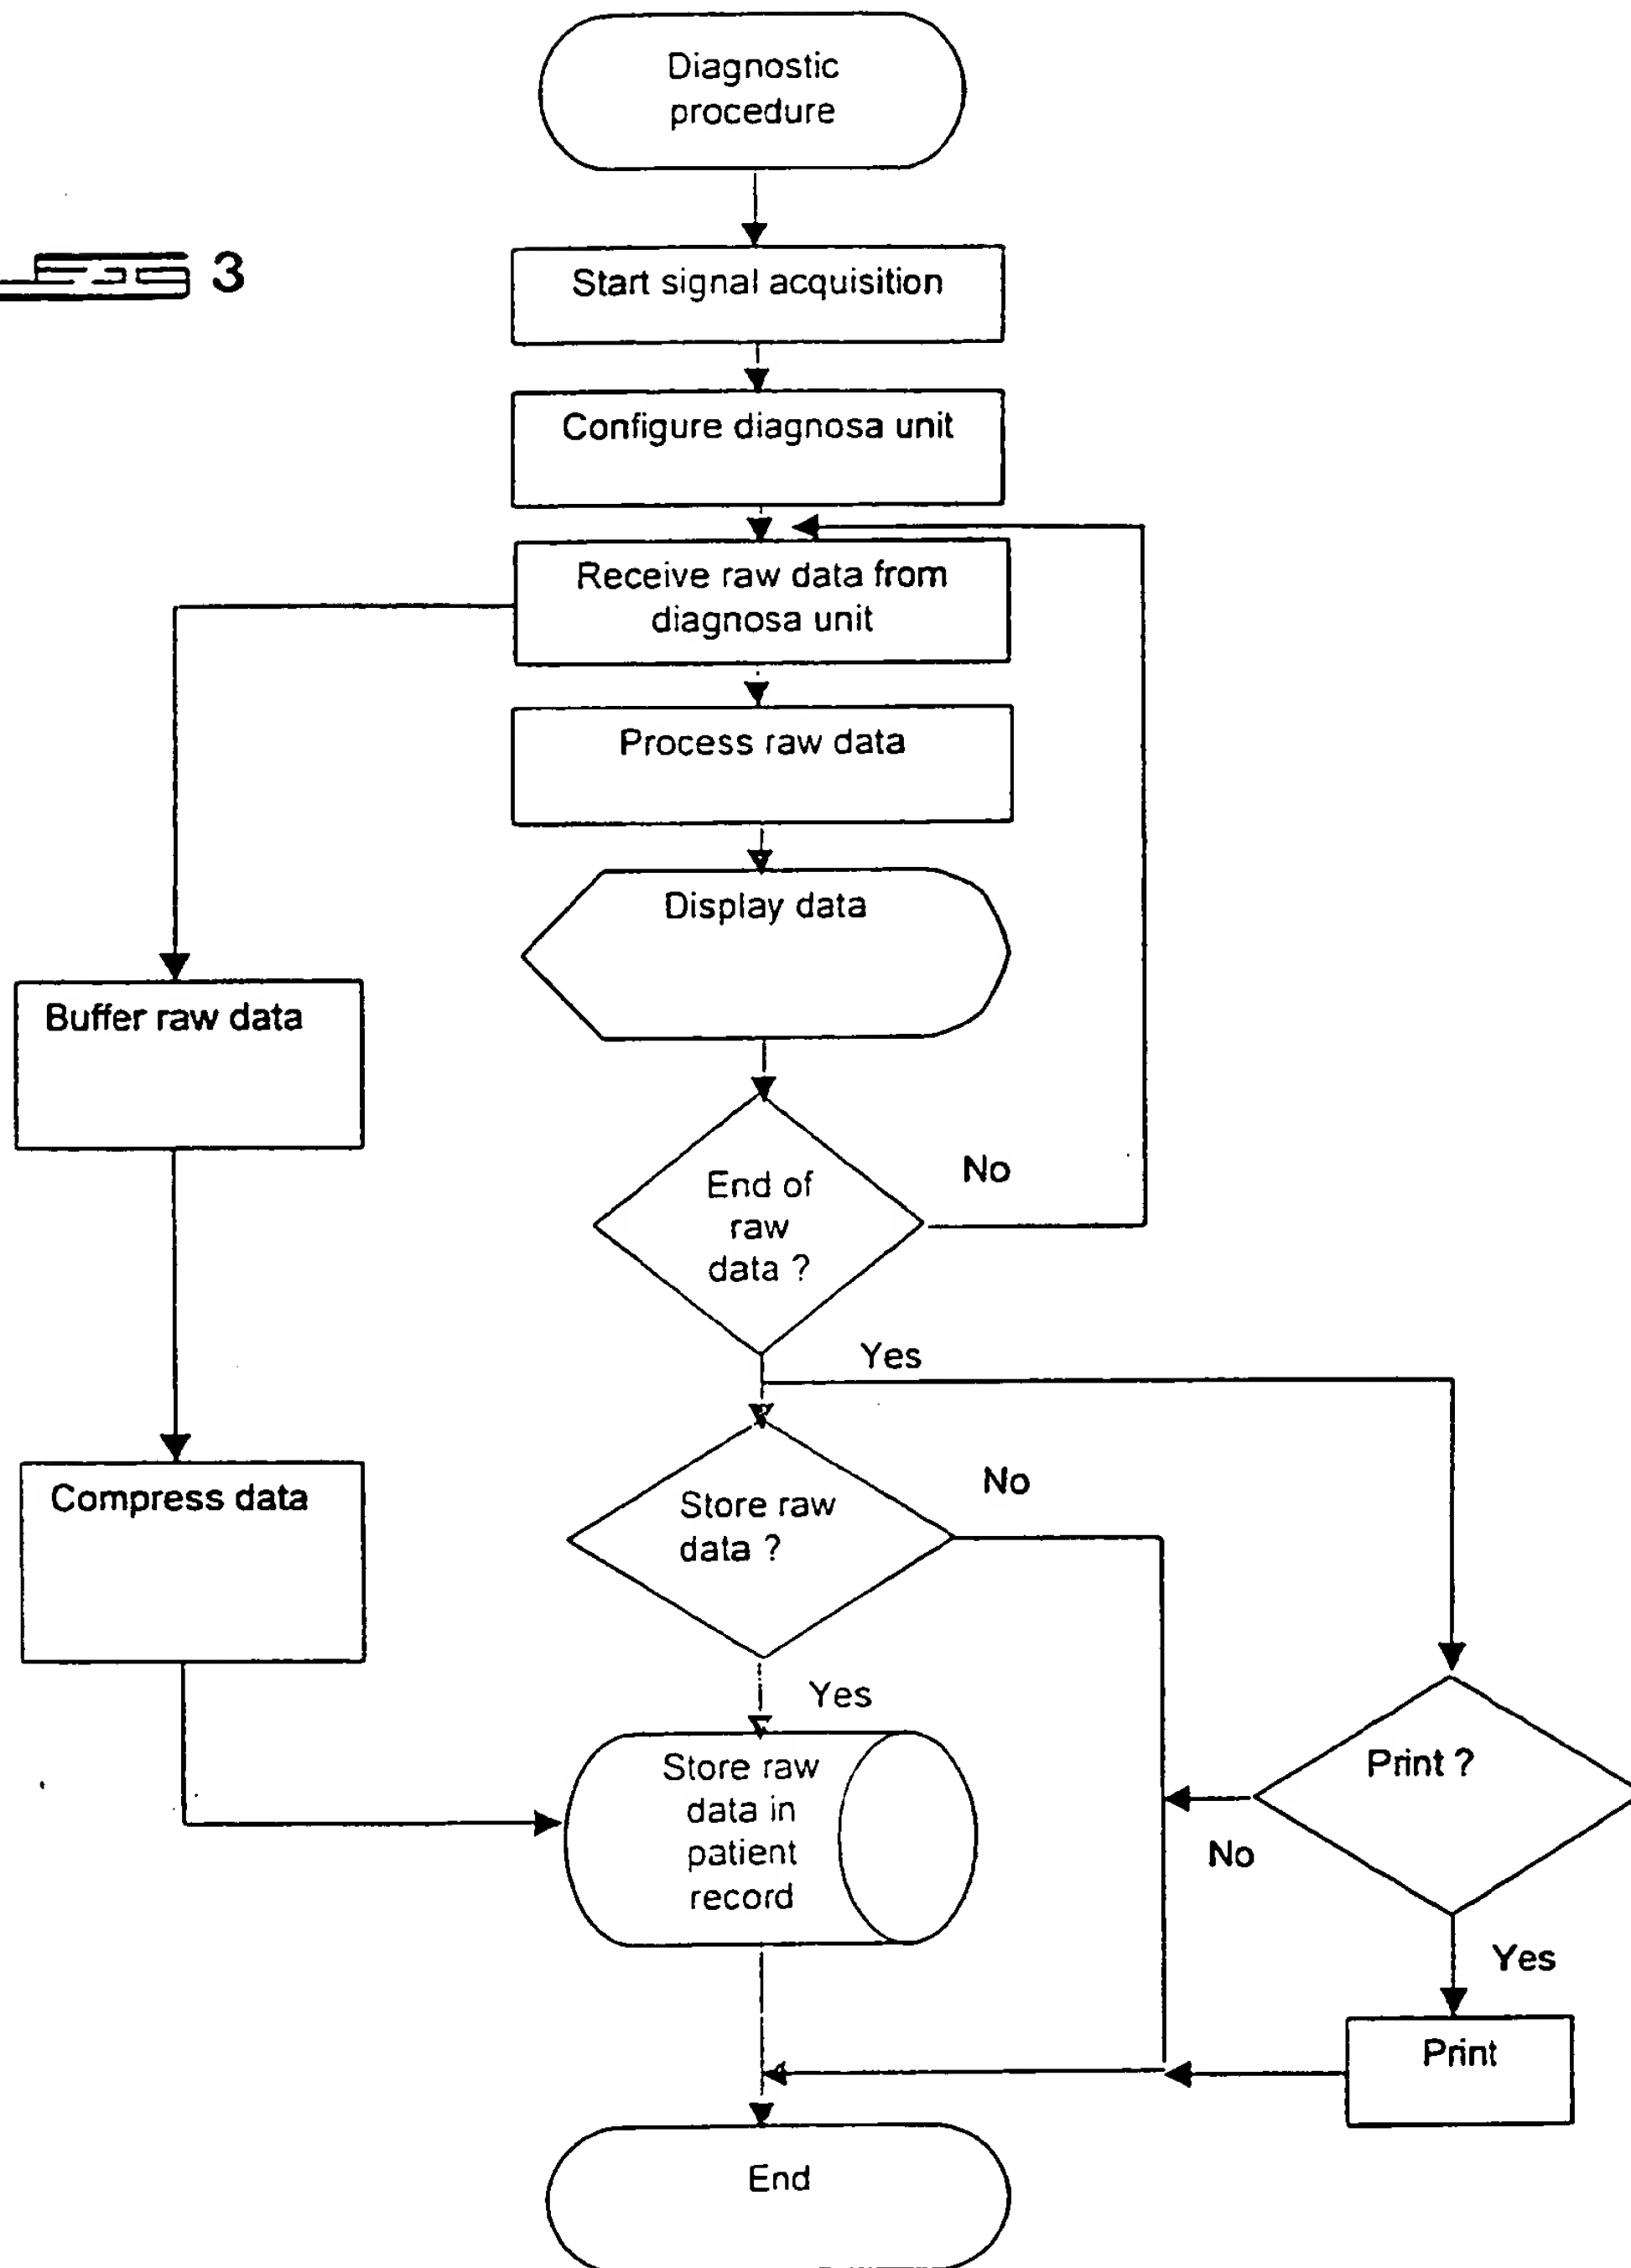 Diagnostic
procedure
3
Start signal acquisition
Configure diagnosa unit
Receive raw data from
diagnosa unit
Process raw data
Display data
Buffer raw data
End of
raw
data ?
No
Yes
Compress data
Store raw
data ?
No
Yes
Store raw
data in
patient
record
Print ?
No
Yes
Print
End